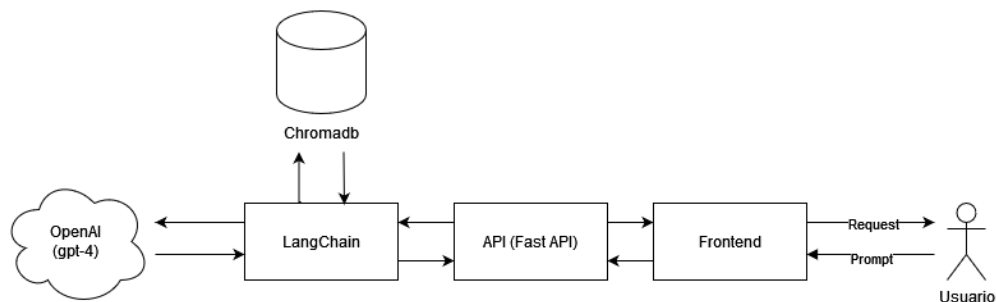 Chromadb
OpenAI
(gpt-4)
LangChain
API (Fast API)
Frontend
Request
Prompt
Usuario